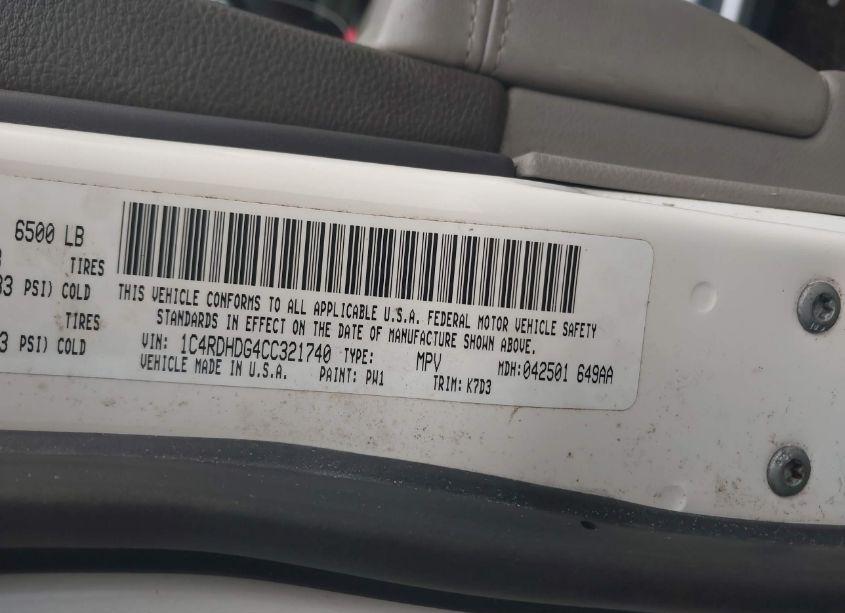 6500 LB
TIRES
33 PSI) COLD
TIRES
3 PSI) COLD
THIS VEHICLE CONFORMS TO ALL APPLICABLE U.S.A. FEDERAL MOTOR VEHICLE SAFETY
STANDARDS IN EFFECT ON THE DATE OF MANUFACTURE SHOWN ABOVE.
VIN: 1C4RDHDG4CC321740 TYPE: MPV MDH:042501 649AA
VEHICLE MADE IN U.S.A. PAINT: PW1 TRIM: K7D3